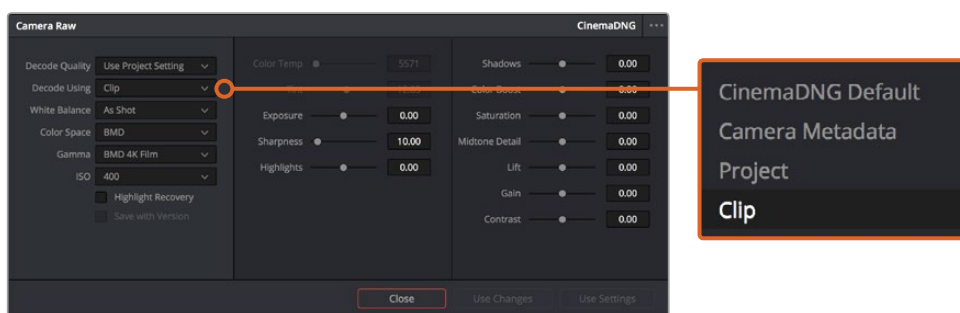 Camera Raw
CinemaDNG
Decode Quality Use Project Setting
Decode Using Clip
White Balance As Shot
Color Space BMD
Gamma BMD 4K Film
ISO 400
Highlight Recovery
Save with Version
Color Temp 5571
Tint
Exposure 0.00
Sharpness 10.00
Highlights 0.00
Shadows 0.00
Color Boost 0.00
Saturation 0.00
Midtone Detail 0.00
Lift 0.00
Gain 0.00
Contrast 0.00
Close
Use Changes
Use Settings
CinemaDNG Default
Camera Metadata
Project
Clip